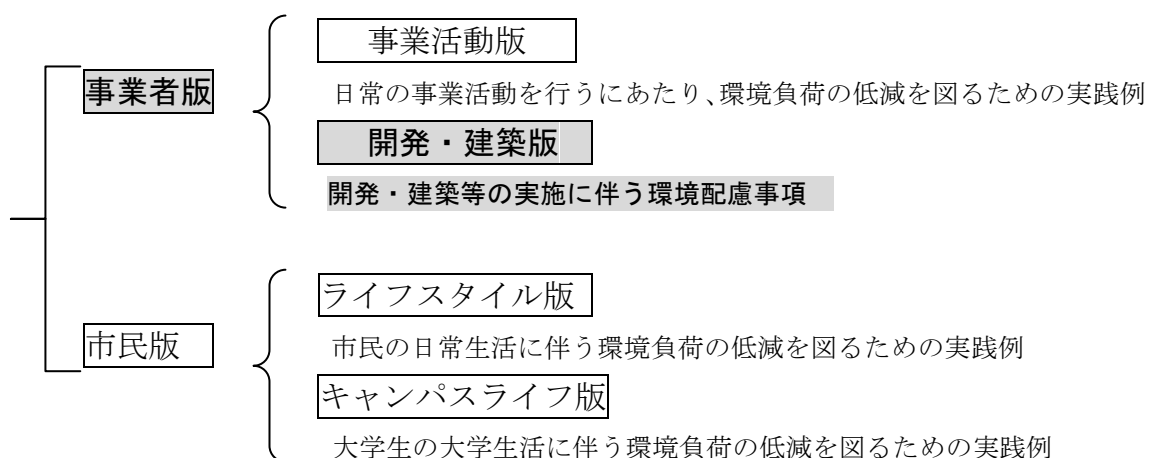 事業活動版
事業者版
日常の事業活動を行うにあたり、環境負荷の低減を図るための実践例
開発・建築版
開発・建築等の実施に伴う環境配慮事項
ライフスタイル版
市民版
市民の日常生活に伴う環境負荷の低減を図るための実践例
キャンパスライフ版
大学生の大学生活に伴う環境負荷の低減を図るための実践例